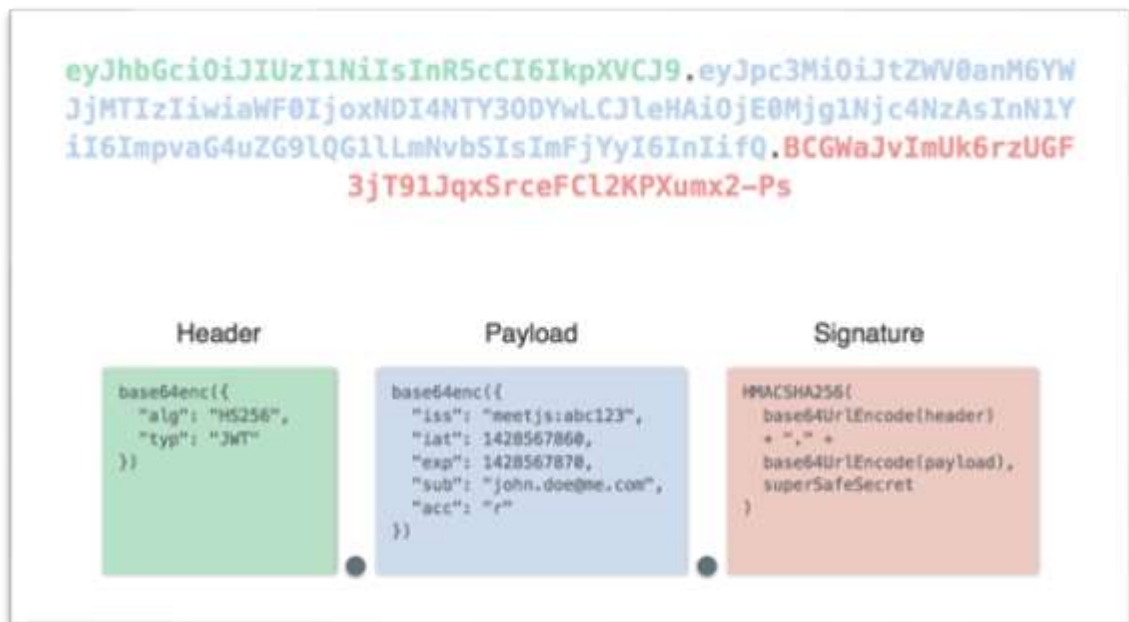 eyJhbGciOiJIUzI1NiIsInR5cCI6IkpXVCJ9.eyJpc3MiOiJtZWV0anM6YW
JjMTIzIiwiaWF0IjoxNDI4NTY3ODYwLCJleHAiOjE0Mjg1Njc4NzAsInN1Y
iI6ImpvaG4uZG9lQG1lLmNvbSIsImFjYyI6InIifQ.BCGWaJvImUk6rzUGF
3jT91JqxSrceFCl2KPXumx2-Ps
Header
base64enc({
"alg": "HS256",
"typ": "JWT"
})
Payload
base64enc({
"iss": "meetjs:abc123",
"iat": 1428567860,
"exp": 1428567870,
"sub": "john.doe@me.com",
"acc": "r"
})
Signature
HMACSHA256(
base64UrlEncode(header)
+ "." +
base64UrlEncode(payload),
superSafeSecret
)